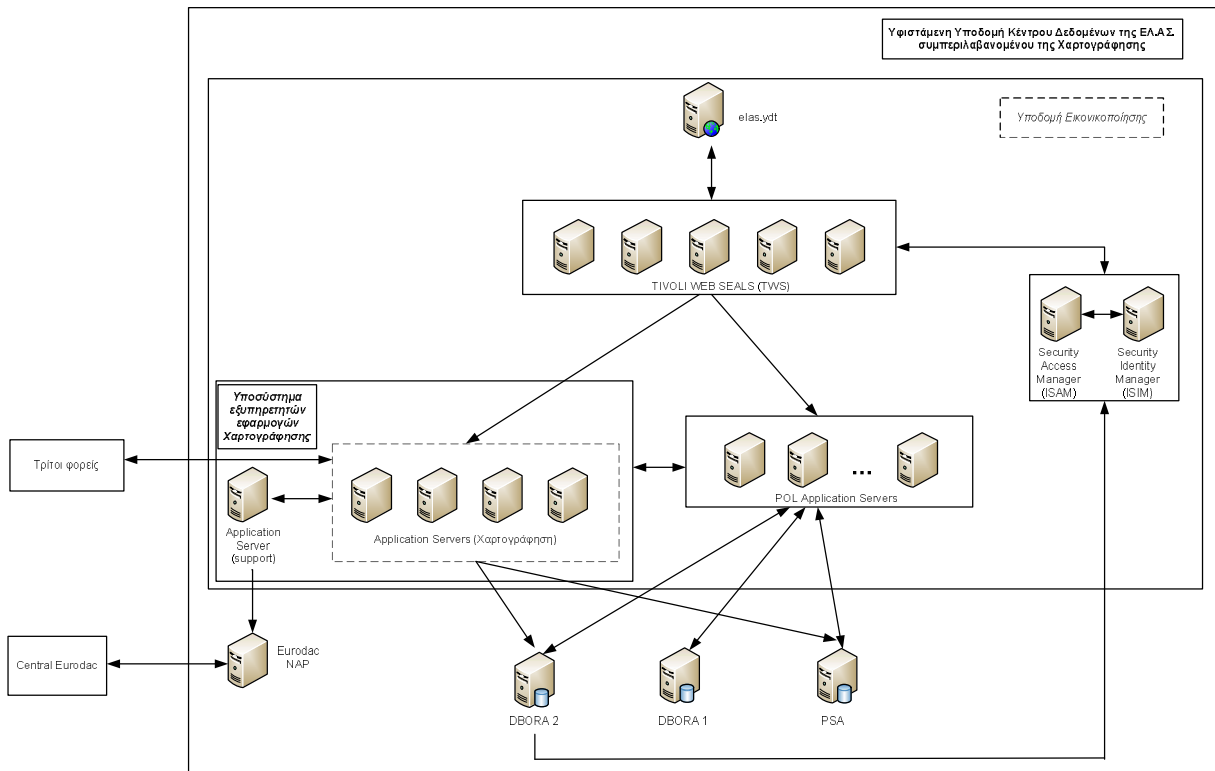 Υφιστάμενη Υποδομή Κέντρου Δεδομένων της ΕΛ.ΑΣ.
συμπεριλαβανομένου της Χαρτογράφησης
elas.ydt
Υποδομή Εικονικοποίησης
TIVOLI WEB SEALS (TWS)
Security
Access
Manager
(ISAM)
Security
Identity
Manager
(ISIM)
Υποσύστημα
εξυπηρετητών
εφαρμογών
Χαρτογράφησης
Τρίτοι φορείς
...
POL Application Servers
Application
Server
(support)
Application Servers (Χαρτογράφηση)
Central Eurodac
Eurodac
NAP
DBORA 2
DBORA 1
PSA